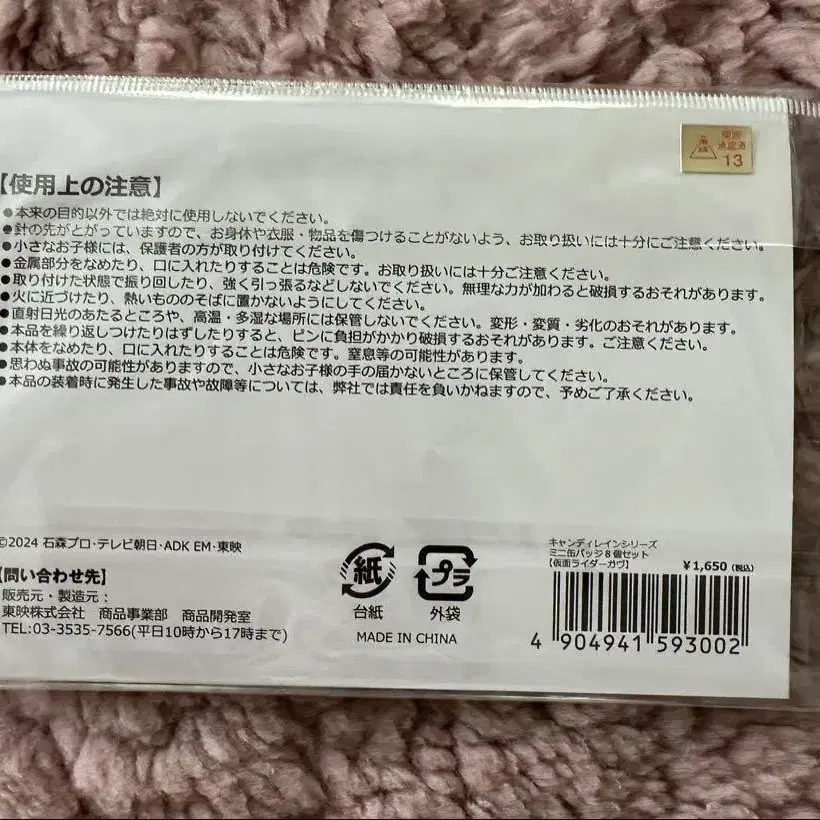 東映
承認済
13
【使用上の注意】
●本来の目的以外では絶対に使用しないでください。
●針の先がとがっていますので、お身休や衣服・物品を傷つけることがないよう、お取り扱いには十分にご注意ください。
●小さなお子様には、保護者の方が取り付けてください。
●金属部分をなめたり、口に入れたりすることは危険です。お取り扱いには十分ご注意ください。
●取り付けた状態で振り回したり、強く引っ張るなどしないでください。無理な力が加わると破損するおそれがあります。
●火に近づけたり、熱いもののそばに置かないようにしてください。
●直射日光のあたるところや、高温・多湿な場所には保管しないでください。変形・変質・劣化のおそれがあります。
●本品を繰り返しつけたりはずしたりすると、ピンに負担がかかり破損するおそれがあります。ご注意ください。
●本体をなめたり、口に入れたりすることは危険です。窒息等の可能性があります。
●思わぬ事故の可能性がありますので、小さなお子様の手の届かないところに保管してください。
●本品の装着時に発生した事故や故障等については、弊社では責任を負いかねますので、予めご了承ください。
©2024 石森プロ・テレビ朝日・ADK EM・東映
【問い合わせ先】
販売元・製造元：
東映株式会社 商品事業部 商品開発室
TEL:03-3535-7566(平日10時から17時まで)
紙
台紙
プラ
外袋
MADE IN CHINA
キャンディレインシリーズ
ミニ缶バッジ８個セット
【仮面ライダーガヴ】
￥1,650（税込）
4 904941 593002